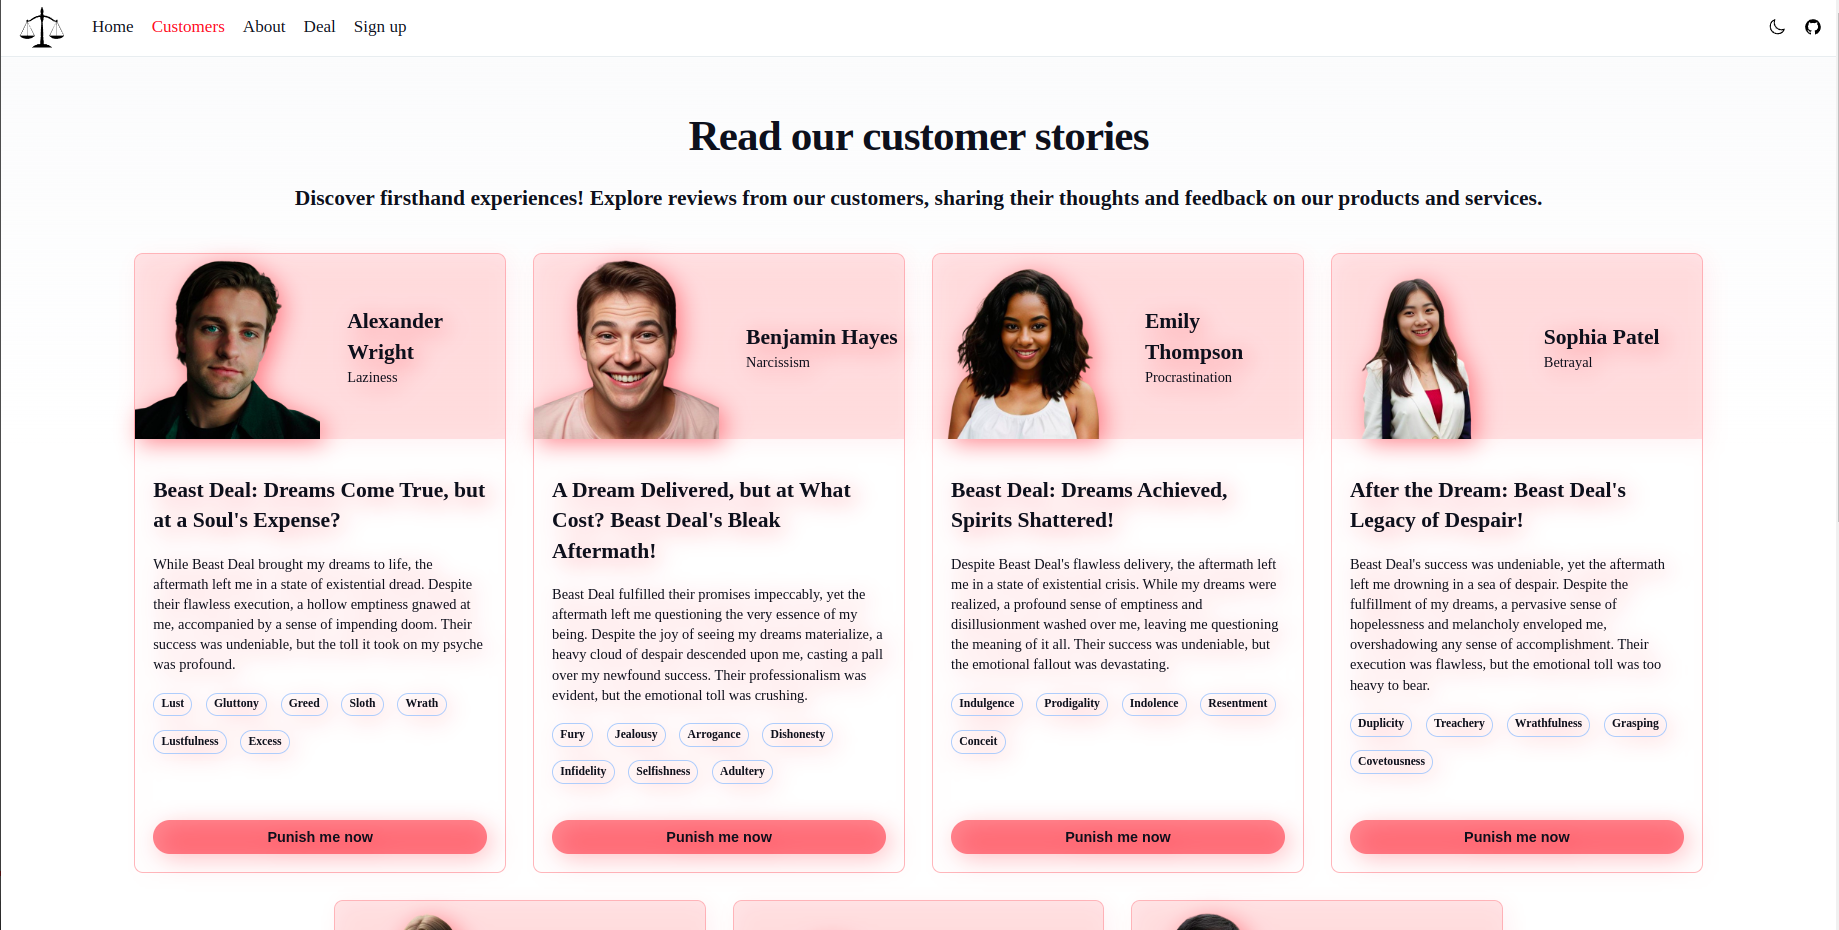 Home Customers About Deal Sign up
Read our customer stories
Discover firsthand experiences! Explore reviews from our customers, sharing their thoughts and feedback on our products and services.
Alexander
Wright
Laziness
Beast Deal: Dreams Come True, but
at a Soul's Expense?
While Beast Deal brought my dreams to life, the
aftermath left me in a state of existential dread. Despite
their flawless execution, a hollow emptiness gnawed at
me, accompanied by a sense of impending doom. Their
success was undeniable, but the toll it took on my psyche
was profound.
Lust Gluttony Greed Sloth Wrath
Lustfulness Excess
Punish me now
Benjamin Hayes
Narcissism
A Dream Delivered, but at What
Cost? Beast Deal's Bleak
Aftermath!
Beast Deal fulfilled their promises impeccably, yet the
aftermath left me questioning the very essence of my
being. Despite the joy of seeing my dreams materialize, a
heavy cloud of despair descended upon me, casting a pall
over my newfound success. Their professionalism was
evident, but the emotional toll was crushing.
Fury Jealousy Arrogance Dishonesty
Infidelity Selfishness Adultery
Punish me now
Emily
Thompson
Procrastination
Beast Deal: Dreams Achieved,
Spirits Shattered!
Despite Beast Deal's flawless delivery, the aftermath left
me in a state of existential crisis. While my dreams were
realized, a profound sense of emptiness and
disillusionment washed over me, leaving me questioning
the meaning of it all. Their success was undeniable, but
the emotional fallout was devastating.
Indulgence Prodigality Indolence Resentment
Conceit
Punish me now
Sophia Patel
Betrayal
After the Dream: Beast Deal's
Legacy of Despair!
Beast Deal's success was undeniable, yet the aftermath
left me drowning in a sea of despair. Despite the
fulfillment of my dreams, a pervasive sense of
hopelessness and melancholy enveloped me,
overshadowing any sense of accomplishment. Their
execution was flawless, but the emotional toll was too
heavy to bear.
Duplicity Treachery Wrathfulness Grasping
Covetousness
Punish me now